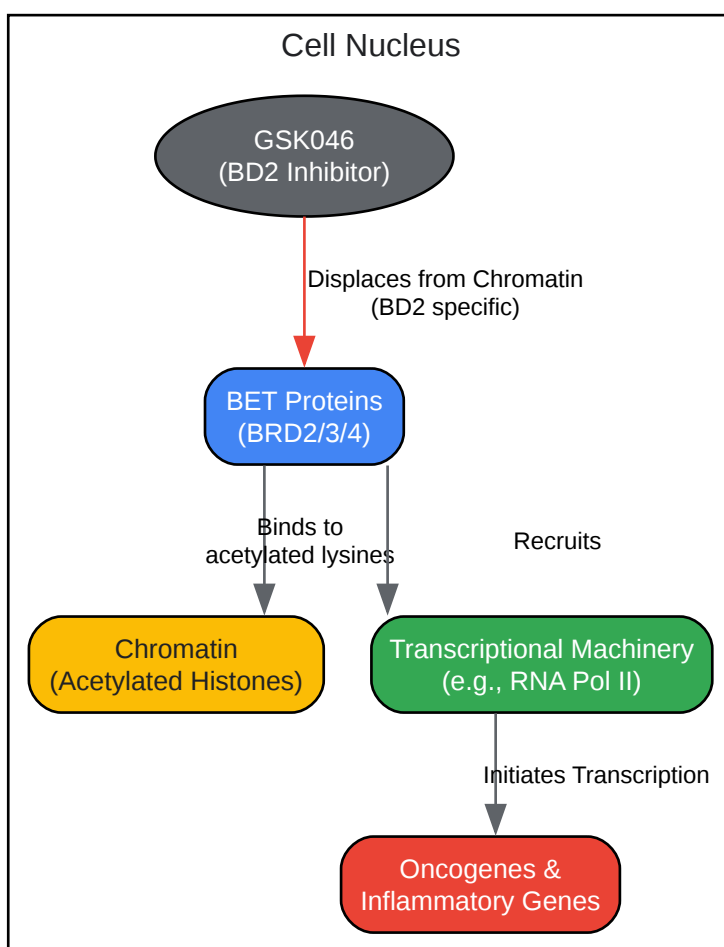 Cell Nucleus
GSK046
(BD2 Inhibitor)
Displaces from Chromatin
(BD2 specific)
BET Proteins
(BRD2/3/4)
Binds to
acetylated lysines
Recruits
Chromatin
(Acetylated Histones)
Transcriptional Machinery
(e.g., RNA Pol II)
Initiates Transcription
Oncogenes &
Inflammatory Genes